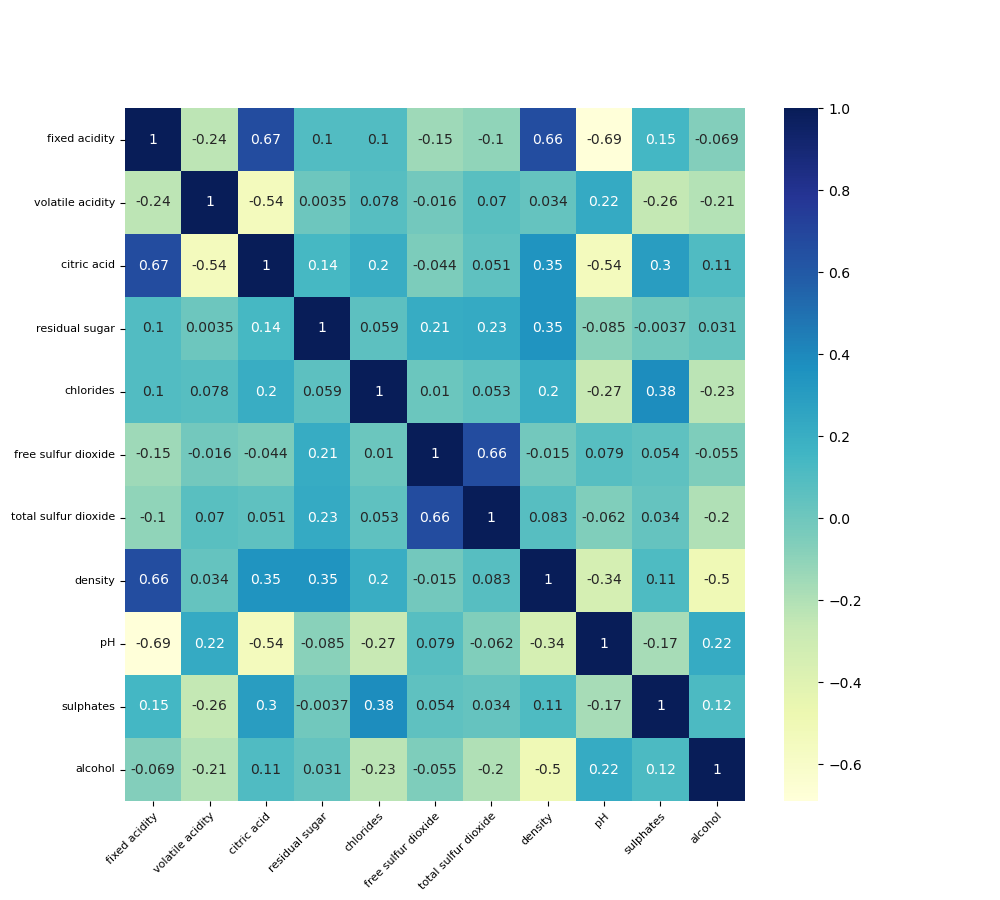 fixed acidity 1 -0.24 0.67 0.1 0.1 -0.15 -0.1 0.66 -0.69 0.15 -0.069
volatile acidity -0.24 1 -0.54 0.0035 0.078 -0.016 0.07 0.034 0.22 -0.26 -0.21
citric acid 0.67 -0.54 1 0.14 0.2 -0.044 0.051 0.35 -0.54 0.3 0.11
residual sugar 0.1 0.0035 0.14 1 0.059 0.21 0.23 0.35 -0.085 -0.0037 0.031
chlorides 0.1 0.078 0.2 0.059 1 0.01 0.053 0.2 -0.27 0.38 -0.23
free sulfur dioxide -0.15 -0.016 -0.044 0.21 0.01 1 0.66 -0.015 0.079 0.054 -0.055
total sulfur dioxide -0.1 0.07 0.051 0.23 0.053 0.66 1 0.083 -0.062 0.034 -0.2
density 0.66 0.034 0.35 0.35 0.2 -0.015 0.083 1 -0.34 0.11 -0.5
pH -0.69 0.22 -0.54 -0.085 -0.27 0.079 -0.062 -0.34 1 -0.17 0.22
sulphates 0.15 -0.26 0.3 -0.0037 0.38 0.054 0.034 0.11 -0.17 1 0.12
alcohol -0.069 -0.21 0.11 0.031 -0.23 -0.055 -0.2 -0.5 0.22 0.12 1
fixed acidity
volatile acidity
citric acid
residual sugar
chlorides
free sulfur dioxide
total sulfur dioxide
density
pH
sulphates
alcohol
1.0
0.8
0.6
0.4
0.2
0.0
−0.2
−0.4
−0.6